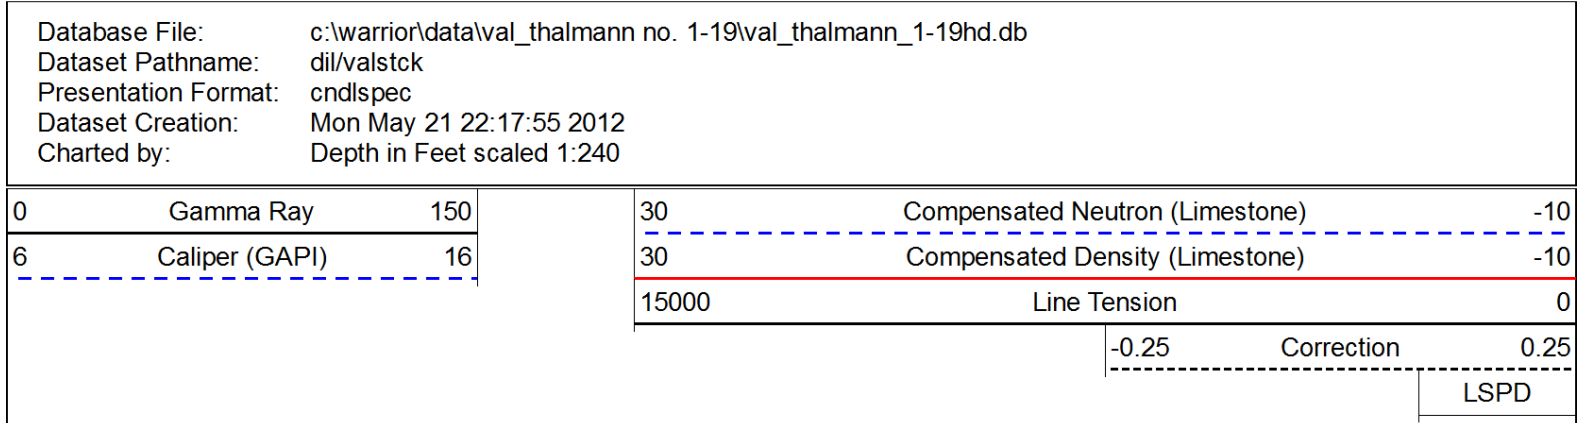 Database File: c:\warrior\data\val_thalmann no. 1-19\val_thalmann_1-19hd.db
Dataset Pathname: dil/valstck
Presentation Format: cndlspec
Dataset Creation: Mon May 21 22:17:55 2012
Charted by: Depth in Feet scaled 1:240
0 Gamma Ray 150 30 Compensated Neutron (Limestone) -10
6 Caliper (GAPI) 16 30 Compensated Density (Limestone) -10
15000 Line Tension 0
-0.25 Correction 0.25
LSPD